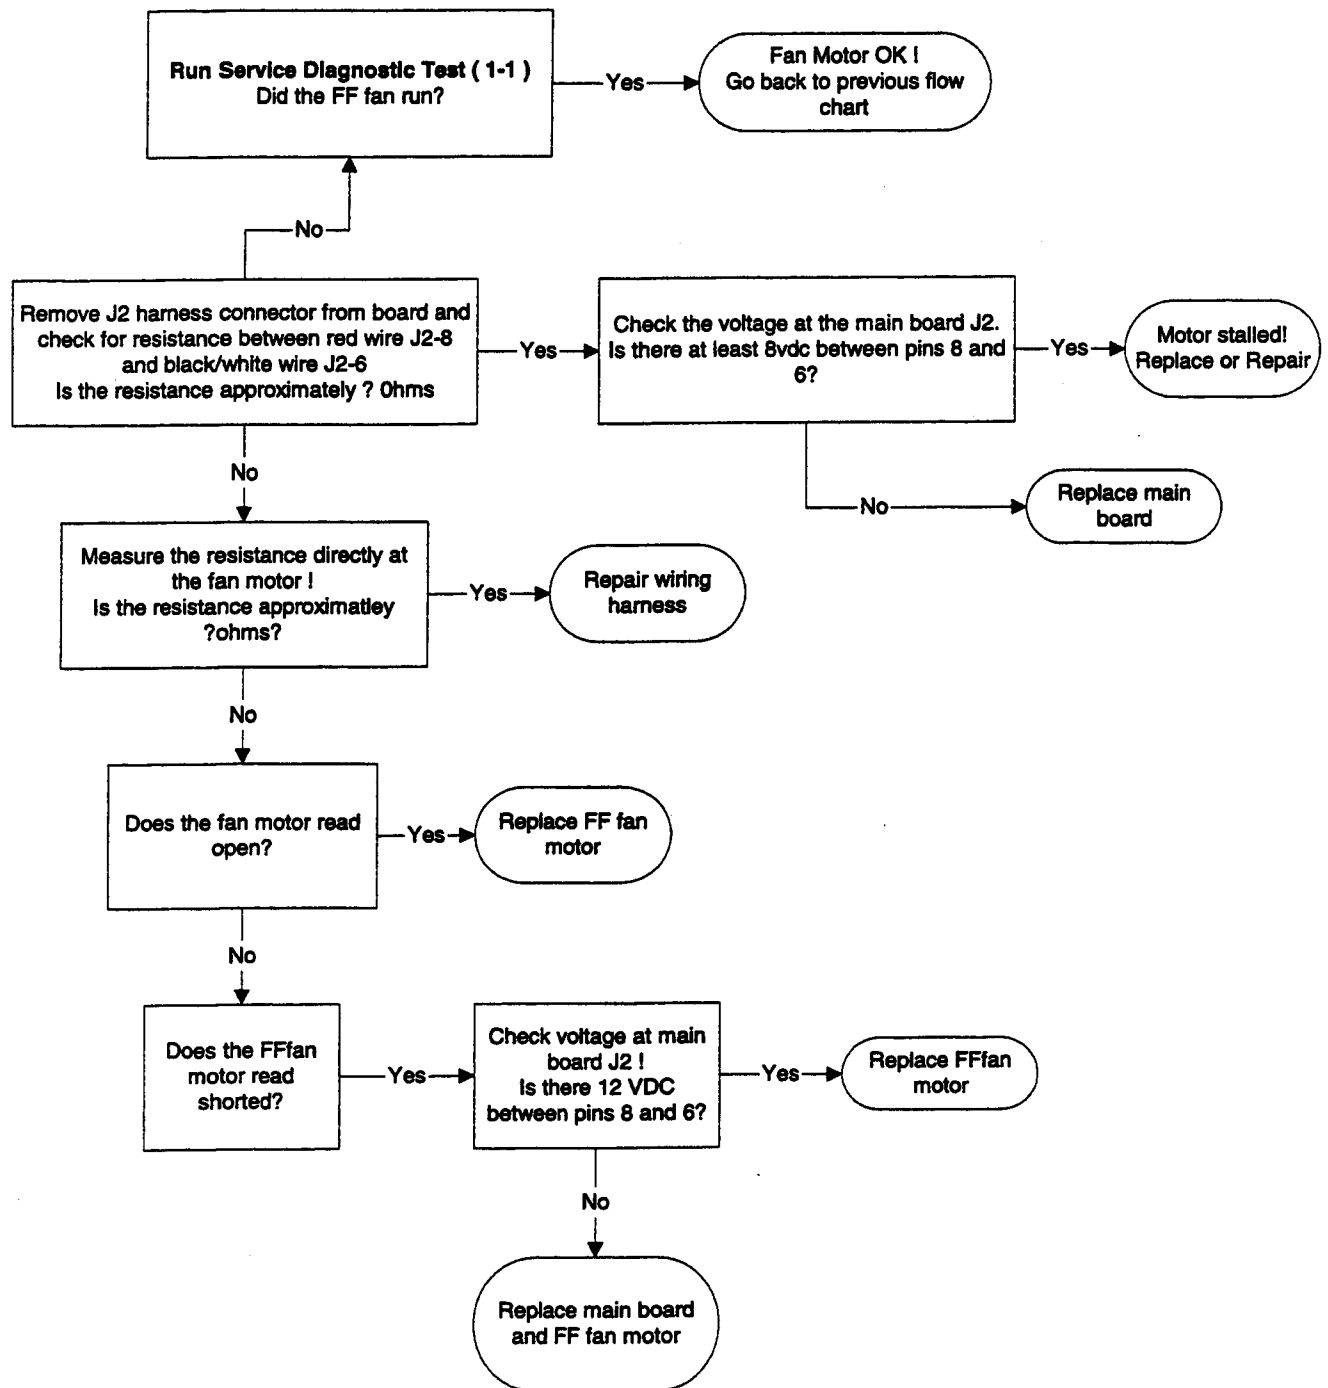 Run Service Diagnostic Test ( 1-1 )
Did the FF fan run?
Yes
Fan Motor OK !
Go back to previous flow
chart
No
Remove J2 harness connector from board and
check for resistance between red wire J2-8
and black/white wire J2-6
Is the resistance approximately ? Ohms
Yes
Check the voltage at the main board J2.
Is there at least 8vdc between pins 8 and
6?
Yes
Motor stalled!
Replace or Repair
No
Replace main
board
No
Measure the resistance directly at
the fan motor !
Is the resistance approximatley
?ohms?
Yes
Repair wiring
harness
No
Does the fan motor read
open?
Yes
Replace FF fan
motor
No
Does the FFfan
motor read
shorted?
Yes
Check voltage at main
board J2 !
Is there 12 VDC
between pins 8 and 6?
Yes
Replace FFfan
motor
No
Replace main board
and FF fan motor